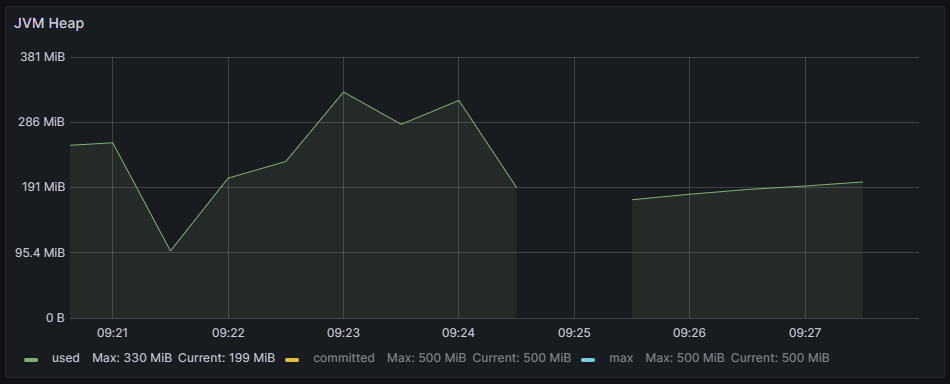 JVM Heap
381 MiB
286 MiB
191 MiB
95.4 MiB
0 B
09:21 09:22 09:23 09:24 09:25 09:26 09:27
used Max: 330 MiB Current: 199 MiB committed Max: 500 MiB Current: 500 MiB max Max: 500 MiB Current: 500 MiB